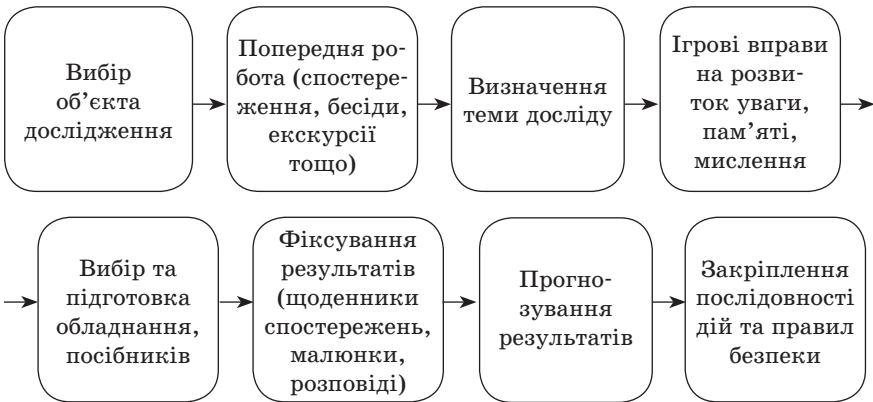 Вибір
об’єкта
дослідження
Попередня ро-
бота (спостере-
ження, бесіди,
екскурсії
тощо)
Визначення
теми досліду
Ігрові вправи
на розви-
ток уваги,
пам’яті,
мислення
Вибір та
підготовка
обладнання,
посібників
Фіксування
результатів
(щоденники
спостережень,
малюнки,
розповіді)
Прогно-
зування
результатів
Закріплення
послідовності
дій та правил
безпеки